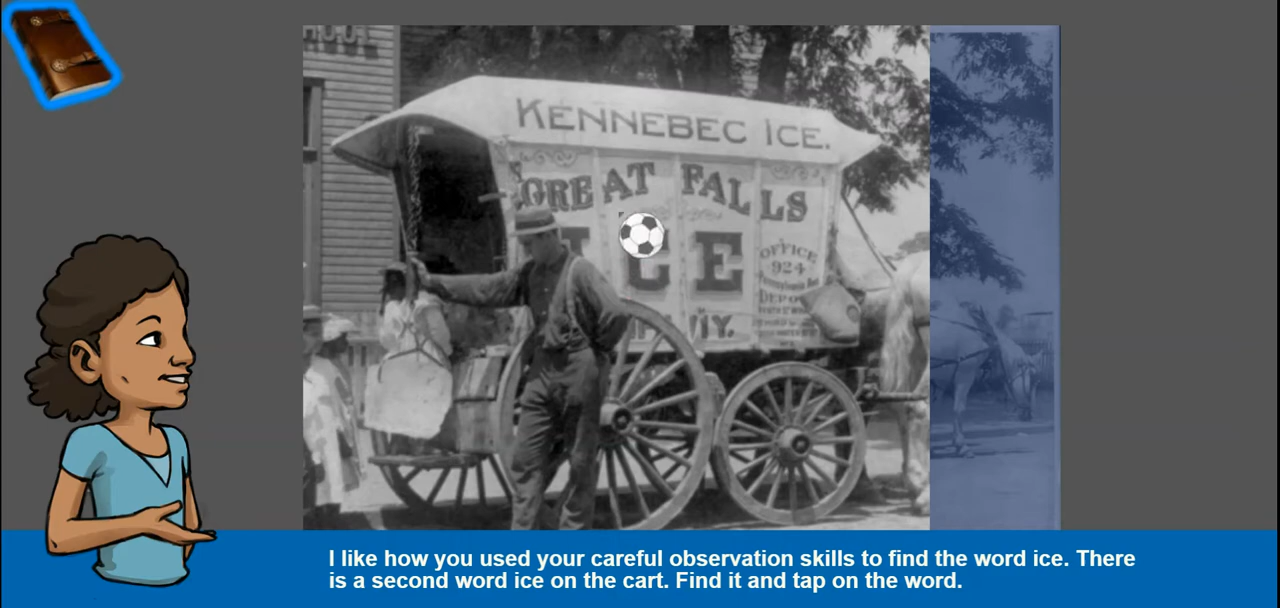 KENNEBEC ICE.
GREAT FALLS
ICE
OFFICE
924
I like how you used your careful observation skills to find the word ice. There
is a second word ice on the cart. Find it and tap on the word.